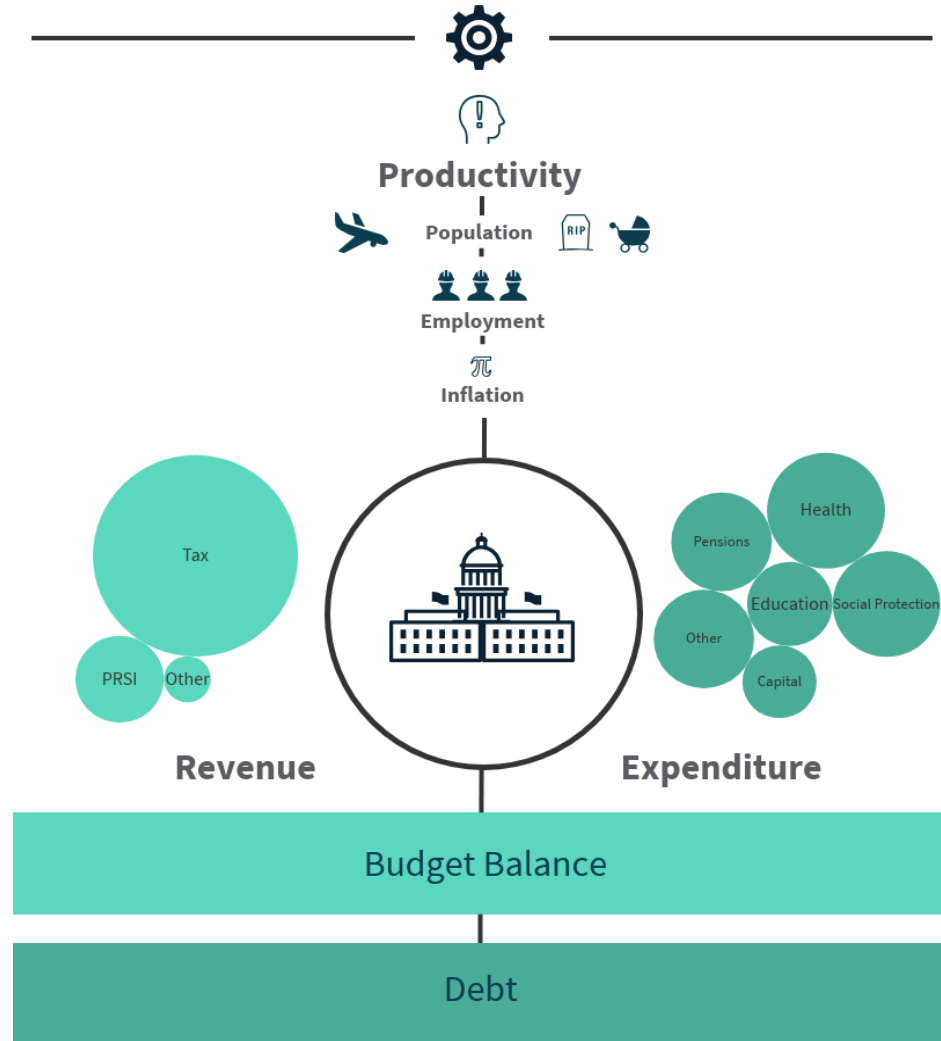 Productivity
Population
RIP
Employment
π
Inflation
Tax
PRSI
Other
Health
Pensions
Education
Social Protection
Other
Capital
Revenue
Expenditure
Budget Balance
Debt